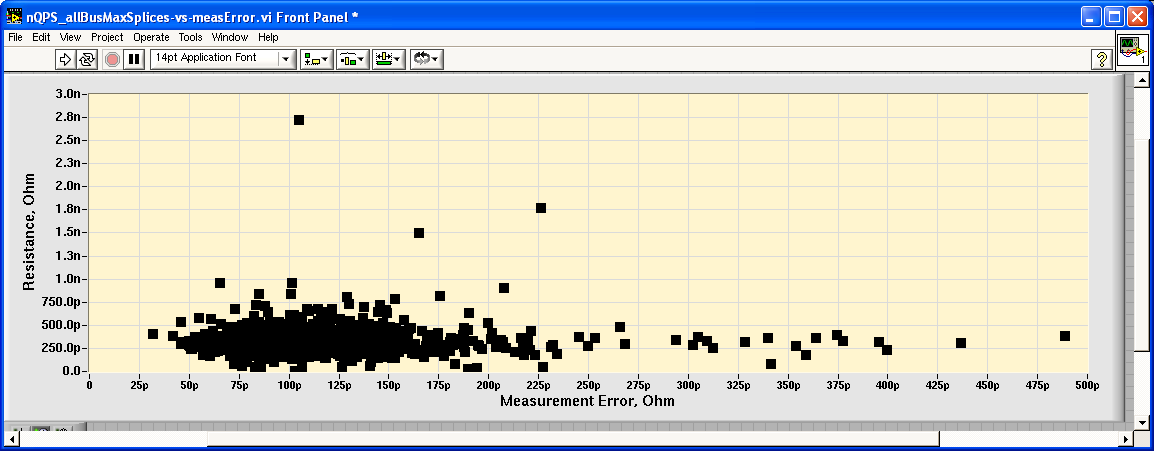 nQPS_allBusMaxSplices-vs-measError.vi Front Panel *
File Edit View Project Operate Tools Window Help
14pt Application Font
?
1
3.0n
2.8n
2.5n
2.3n
2.0n
1.8n
1.5n
1.3n
1.0n
750.0p
500.0p
250.0p
0.0
Resistance, Ohm
0 25p 50p 75p 100p 125p 150p 175p 200p 225p 250p 275p 300p 325p 350p 375p 400p 425p 450p 475p 500p
Measurement Error, Ohm